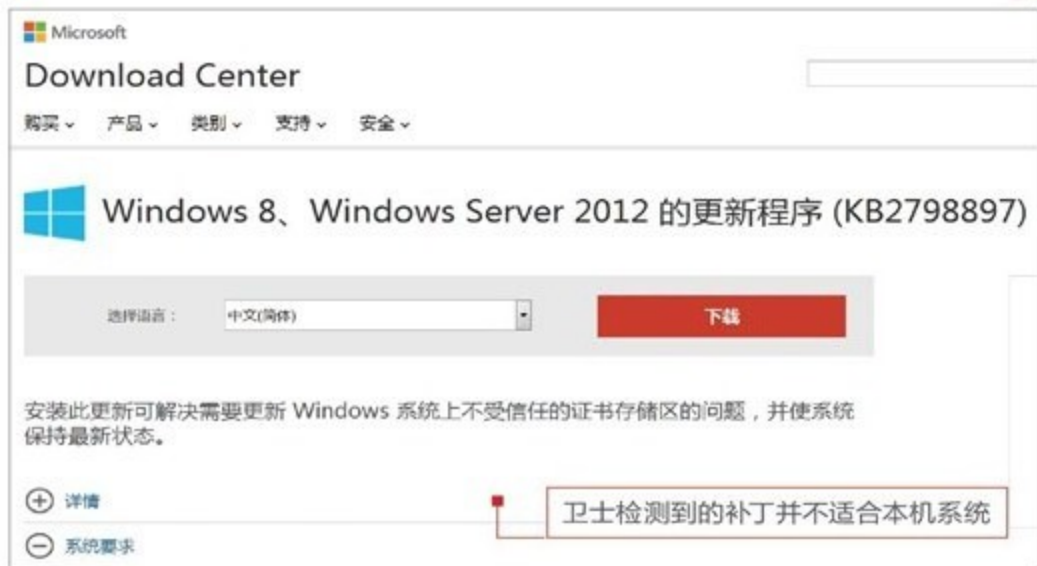 Microsoft
Download Center
购买 产品 类别 支持 安全
Windows 8、Windows Server 2012 的更新程序 (KB2798897)
选择语言： 中文(简体) 下载
安装此更新可解决需要更新 Windows 系统上不受信任的证书存储区的问题，并使系统
保持最新状态。
详情
卫士检测到的补丁并不适合本机系统
系统要求